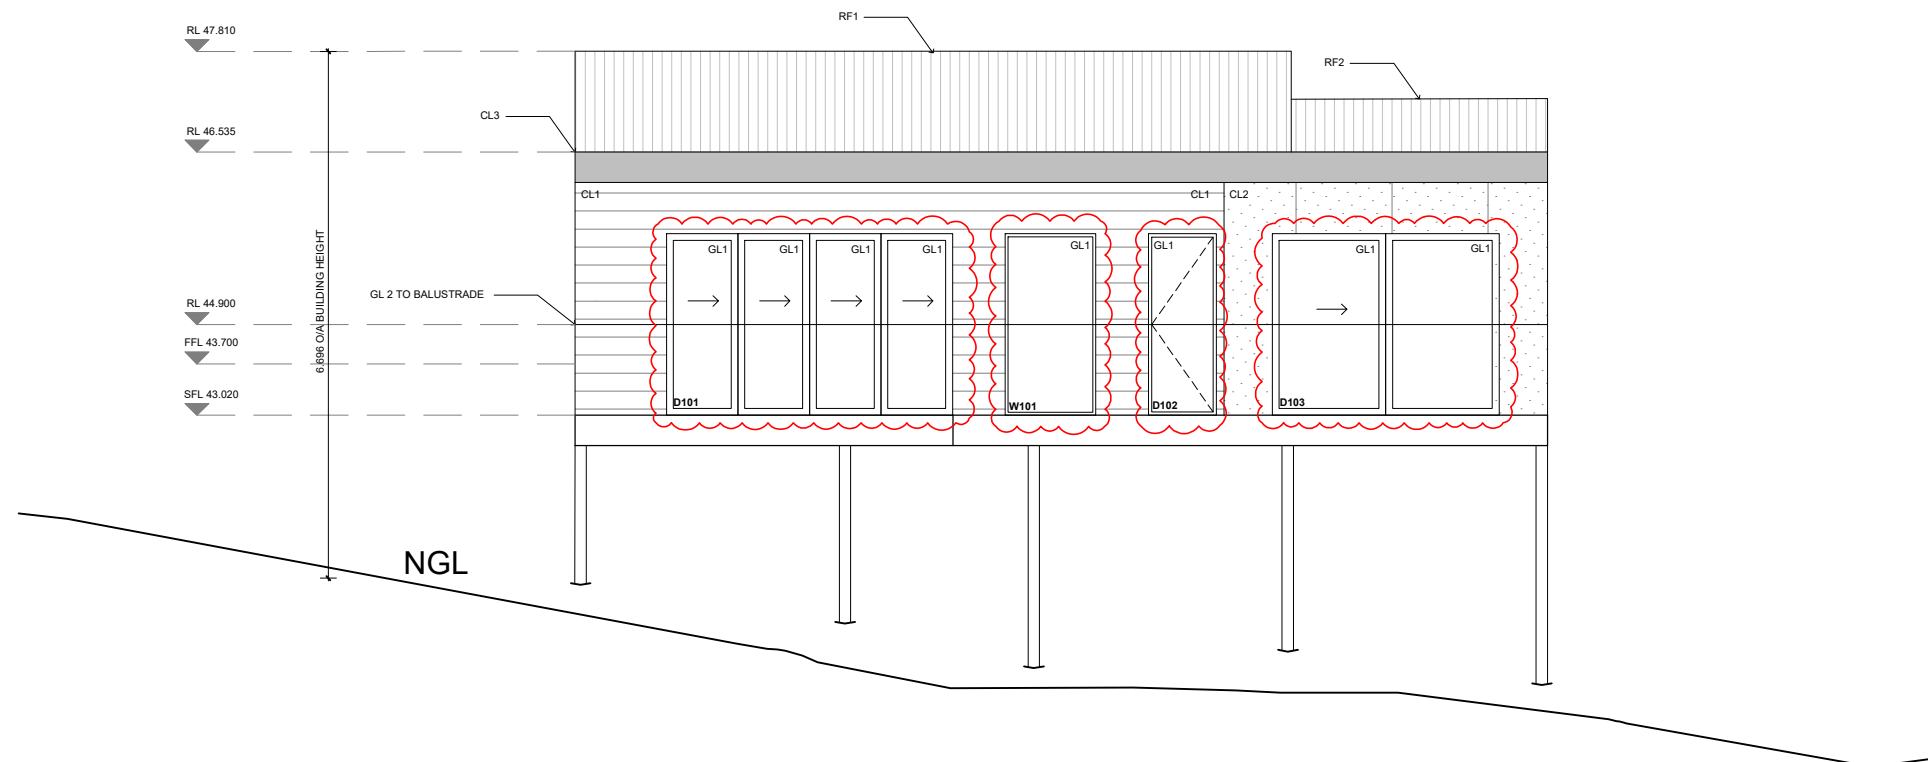 RF1
RL 47.810
RF2
CL3
RL 46.535
CL1
CL1
CL2
GL1
GL1
GL1
GL1
GL1
GL1
GL1
GL1
6.696 O/A BUILDING HEIGHT
GL 2 TO BALUSTRADE
RL 44.900
FFL 43.700
SFL 43.020
D101
W101
D102
D103
NGL